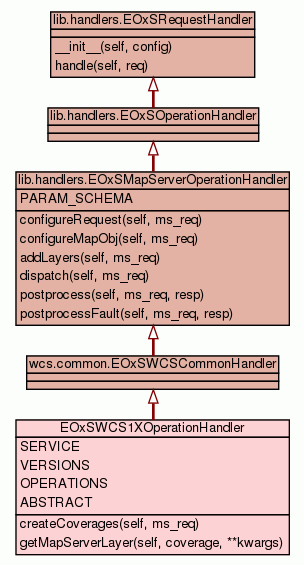 lib.handlers.EOxSRequestHandler
__init__(self, config)
handle(self, req)
lib.handlers.EOxSOperationHandler
lib.handlers.EOxSMapServerOperationHandler
PARAM_SCHEMA
configureRequest(self, ms_req)
configureMapObj(self, ms_req)
addLayers(self, ms_req)
dispatch(self, ms_req)
postprocess(self, ms_req, resp)
postprocessFault(self, ms_req, resp)
wcs.common.EOxSWCSCommonHandler
EOxSWCS1XOperationHandler
SERVICE
VERSIONS
OPERATIONS
ABSTRACT
createCoverages(self, ms_req)
getMapServerLayer(self, coverage, **kwargs)